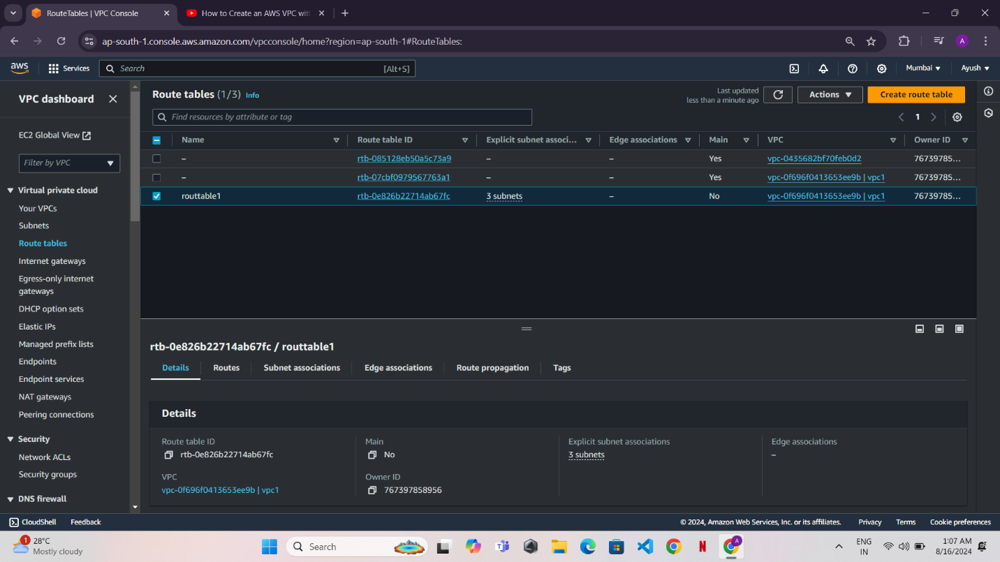 RouteTables | VPC Console
How to Create an AWS VPC wit
ap-south-1.console.aws.amazon.com/vpcconsole/home?region=ap-south-1#RouteTables:
A
aws
Services
Search
[Alt+S]
Mumbai
Ayush
VPC dashboard
EC2 Global View
Filter by VPC
Virtual private cloud
Your VPCs
Subnets
Route tables
Internet gateways
Egress-only internet
gateways
DHCP option sets
Elastic IPs
Managed prefix lists
Endpoints
Endpoint services
NAT gateways
Peering connections
Security
Network ACLs
Security groups
DNS firewall
Route tables (1/3) Info
Last updated
less than a minute ago
Actions
Create route table
Find resources by attribute or tag
1
Name Route table ID Explicit subnet associ... Edge associations Main VPC Owner ID
– rtb-085128eb50a5c73a9 – – Yes vpc-0435682bf70feb0d2 76739785...
– rtb-07cbf0979567763a1 – – Yes vpc-0f696f0413653ee9b | vpc1 76739785...
routtable1 rtb-0e826b22714ab67fc 3 subnets – No vpc-0f696f0413653ee9b | vpc1 76739785...
rtb-0e826b22714ab67fc / routtable1
Details Routes Subnet associations Edge associations Route propagation Tags
Details
Route table ID
rtb-0e826b22714ab67fc
Main
No
Explicit subnet associations
3 subnets
Edge associations
–
VPC
vpc-0f696f0413653ee9b | vpc1
Owner ID
767397858956
CloudShell Feedback
© 2024, Amazon Web Services, Inc. or its affiliates. Privacy Terms Cookie preferences
1
28°C
Mostly cloudy
Search
N
A
ENG
IN
1:07 AM
8/16/2024